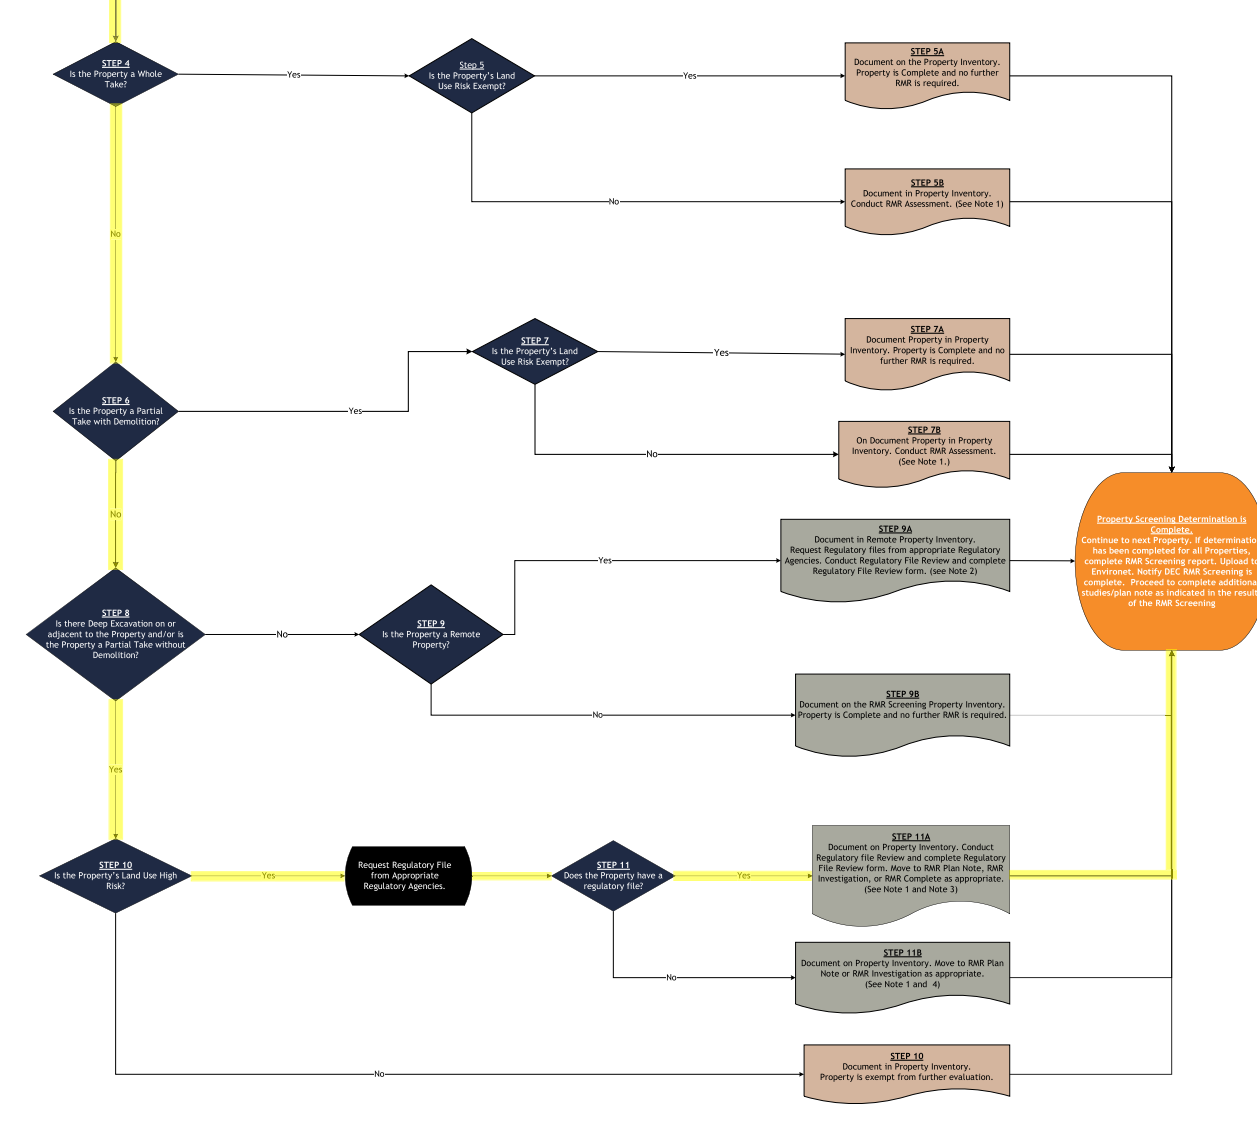 STEP 4
Is the Property a Whole
Take?
Yes
Step 5
Is the Property's Land
Use Risk Exempt?
Yes
STEP 5A
Document on the Property Inventory.
Property is Complete and no further
RMR is required.
No
STEP 5B
Document in Property Inventory.
Conduct RMR Assessment. (See Note 1)
No
STEP 6
Is the Property a Partial
Take with Demolition?
Yes
STEP 7
Is the Property's Land
Use Risk Exempt?
Yes
STEP 7A
Document Property in Property
Inventory. Property is Complete and no
further RMR is required.
No
STEP 7B
On Document Property in Property
Inventory. Conduct RMR Assessment.
(See Note 1.)
No
STEP 8
Is there Deep Excavation on or
adjacent to the Property and/or is
the Property a Partial Take without
Demolition?
No
STEP 9
Is the Property a Remote
Property?
Yes
STEP 9A
Document in Remote Property Inventory.
Request Regulatory files from appropriate Regulatory
Agencies. Conduct Regulatory File Review and complete
Regulatory File Review form. (see Note 2)
No
STEP 9B
Document on the RMR Screening Property Inventory.
Property is Complete and no further RMR is required.
Property Screening Determination is
Complete.
Continue to next Property. If determinatio
has been completed for all Properties,
complete RMR Screening report. Upload to
Environet. Notify DEC RMR Screening is
complete. Proceed to complete additiona
studies/plan note as indicated in the result
of the RMR Screening
Yes
STEP 10
Is the Property's Land Use High
Risk?
Yes
Request Regulatory File
from Appropriate
Regulatory Agencies.
STEP 11
Does the Property have a
regulatory file?
Yes
STEP 11A
Document on Property Inventory. Conduct
Regulatory file Review and complete Regulatory
File Review form. Move to RMR Plan Note, RMR
Investigation, or RMR Complete as appropriate.
(See Note 1 and Note 3)
No
STEP 11B
Document on Property Inventory. Move to RMR Plan
Note or RMR Investigation as appropriate.
(See Note 1 and 4)
No
STEP 10
Document in Property Inventory.
Property is exempt from further evaluation.